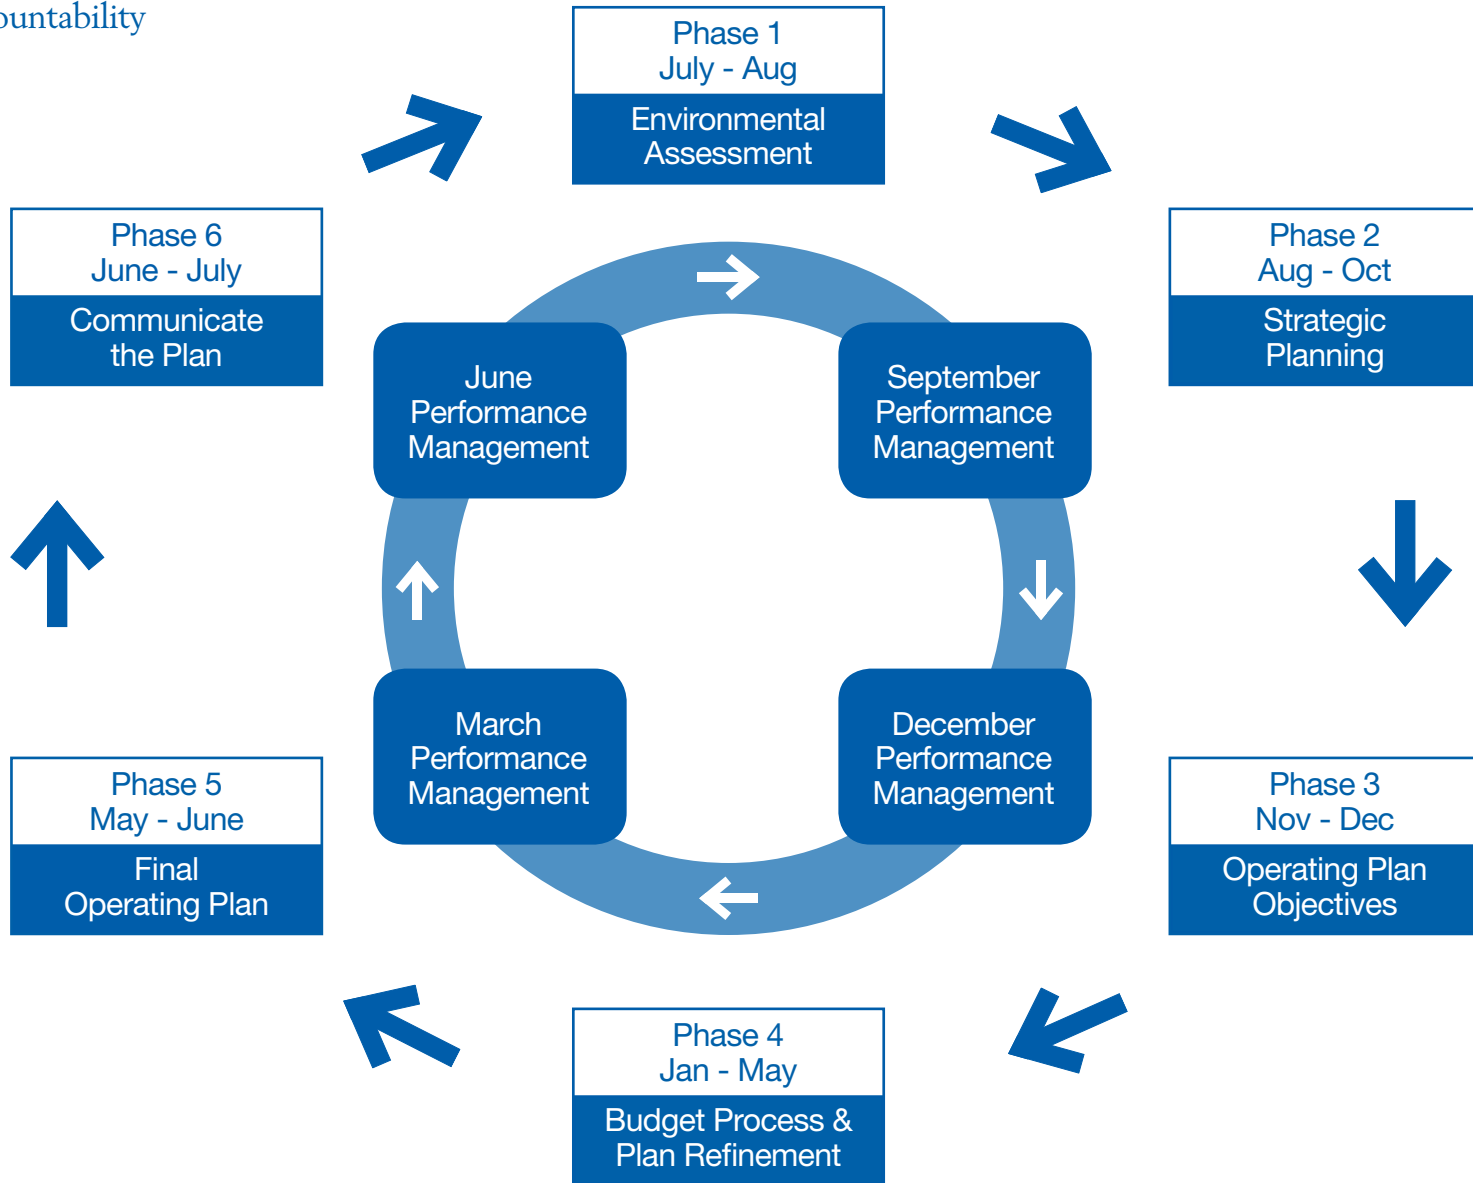 Phase 1
July - Aug
Environmental
Assessment
Phase 6
June - July
Communicate
the Plan
Phase 2
Aug - Oct
Strategic
Planning
June
Performance
Management
September
Performance
Management
March
Performance
Management
December
Performance
Management
Phase 5
May - June
Final
Operating Plan
Phase 3
Nov - Dec
Operating Plan
Objectives
Phase 4
Jan - May
Budget Process &
Plan Refinement